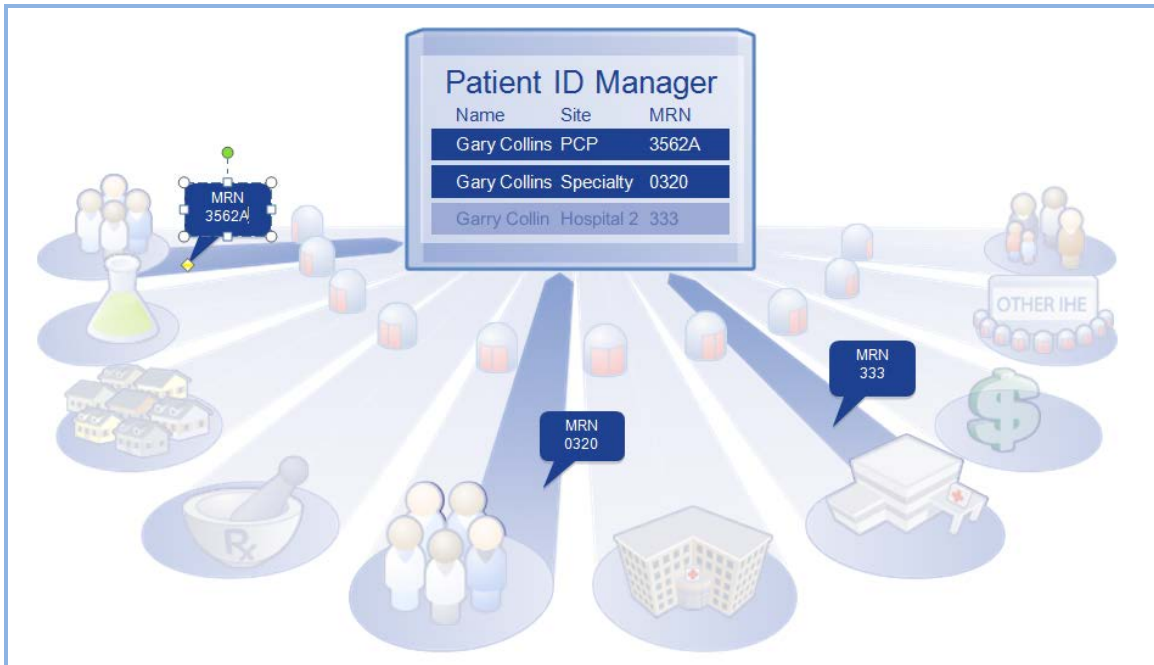 Patient ID Manager
Name Site MRN
Gary Collins PCP 3562A
Gary Collins Specialty 0320
Garry Collin Hospital 2 333
MRN
3562A
OTHER IHE
MRN
333
MRN
0320
Rx